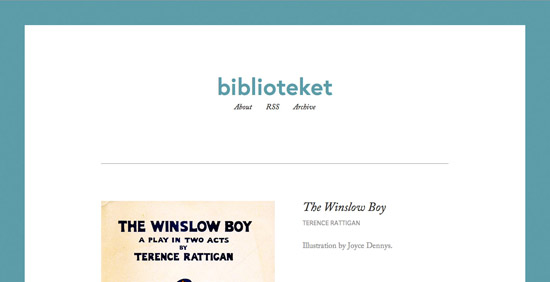 biblioteket
About RSS Archive
THE WINSLOW BOY
A PLAY IN TWO ACTS
BY
TERENCE RATTIGAN
The Winslow Boy
TERENCE RATTIGAN
Illustration by Joyce Dennys.